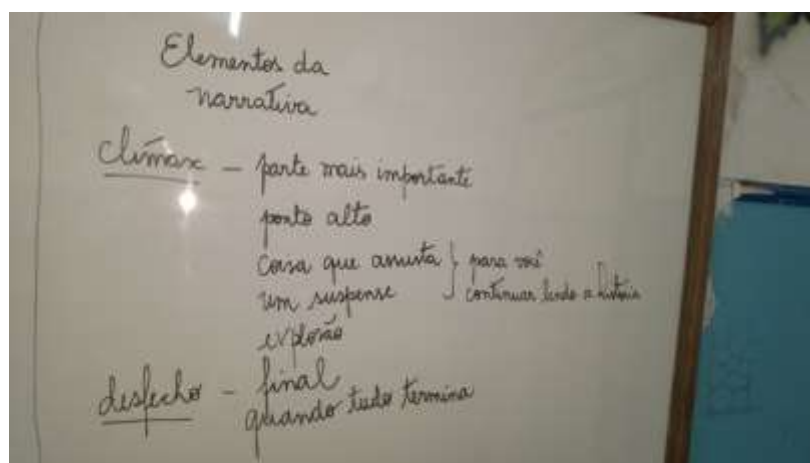 Elementos da
narrativa
clímax – parte mais importante
ponto alto
coisa que assusta } para você
um suspense } continuar lendo a história
explosão
desfecho – final
quando tudo termina